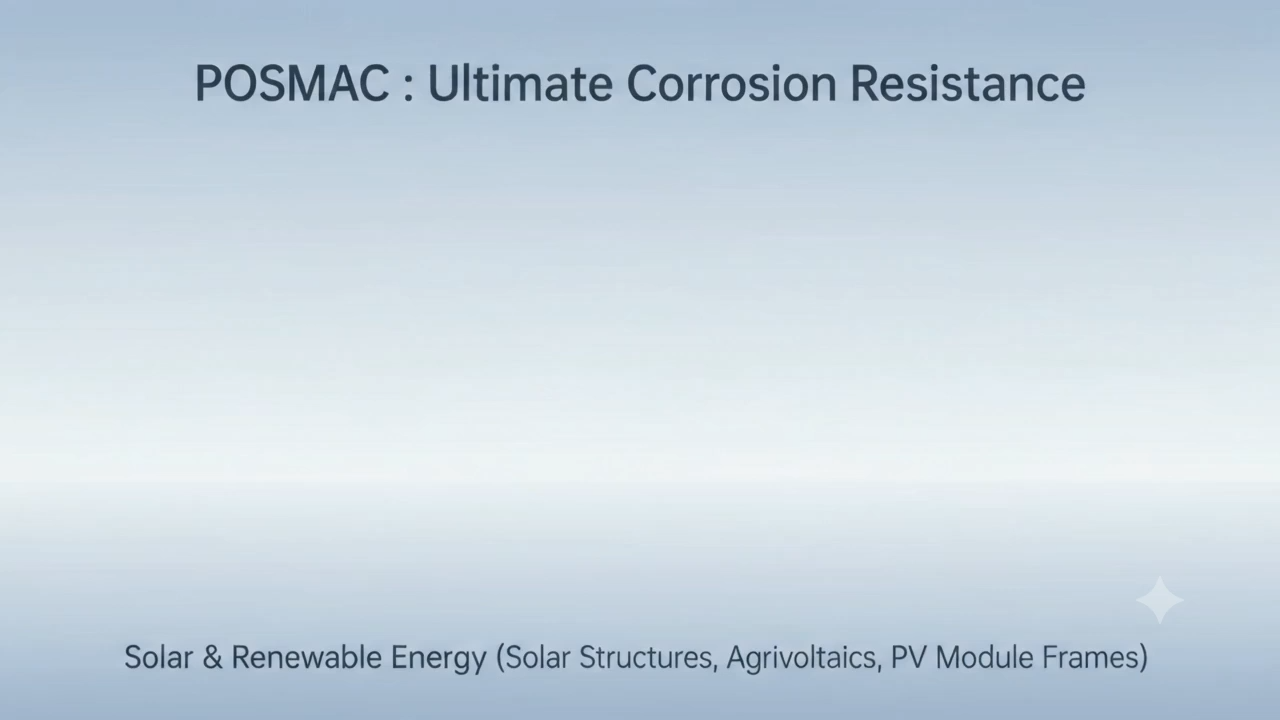 POSMAC : Ultimate Corrosion Resistance
Solar & Renewable Energy (Solar Structures, Agrivoltaics, PV Module Frames)